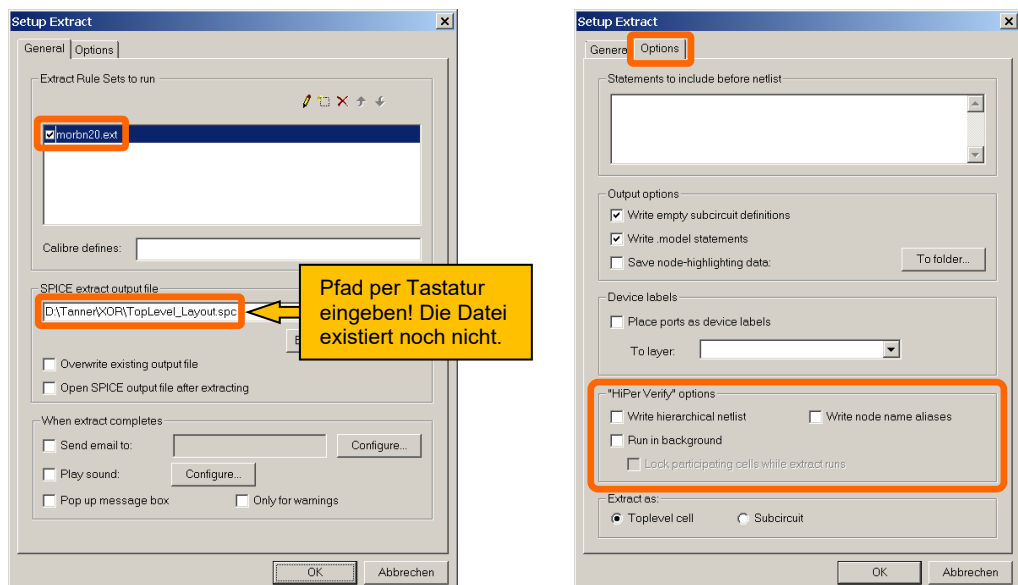 Setup Extract
General Options
Extract Rule Sets to run
morbn20.ext
Calibre defines:
SPICE extract output file
D:\Tanner\XOR\TopLevel_Layout.spc
Pfad per Tastatur
eingeben! Die Datei
existiert noch nicht.
Overwrite existing output file
Open SPICE output file after extracting
When extract completes
Send email to: Configure...
Play sound: Configure...
Pop up message box Only for warnings
OK Abbrechen
Setup Extract
General Options
Statements to include before netlist
Output options
Write empty subcircuit definitions
Write .model statements
Save node-highlighting data: To folder...
Device labels
Place ports as device labels
To layer:
"HiPer Verify" options
Write hierarchical netlist Write node name aliases
Run in background
Lock participating cells while extract runs
Extract as:
Toplevel cell Subcircuit
OK Abbrechen